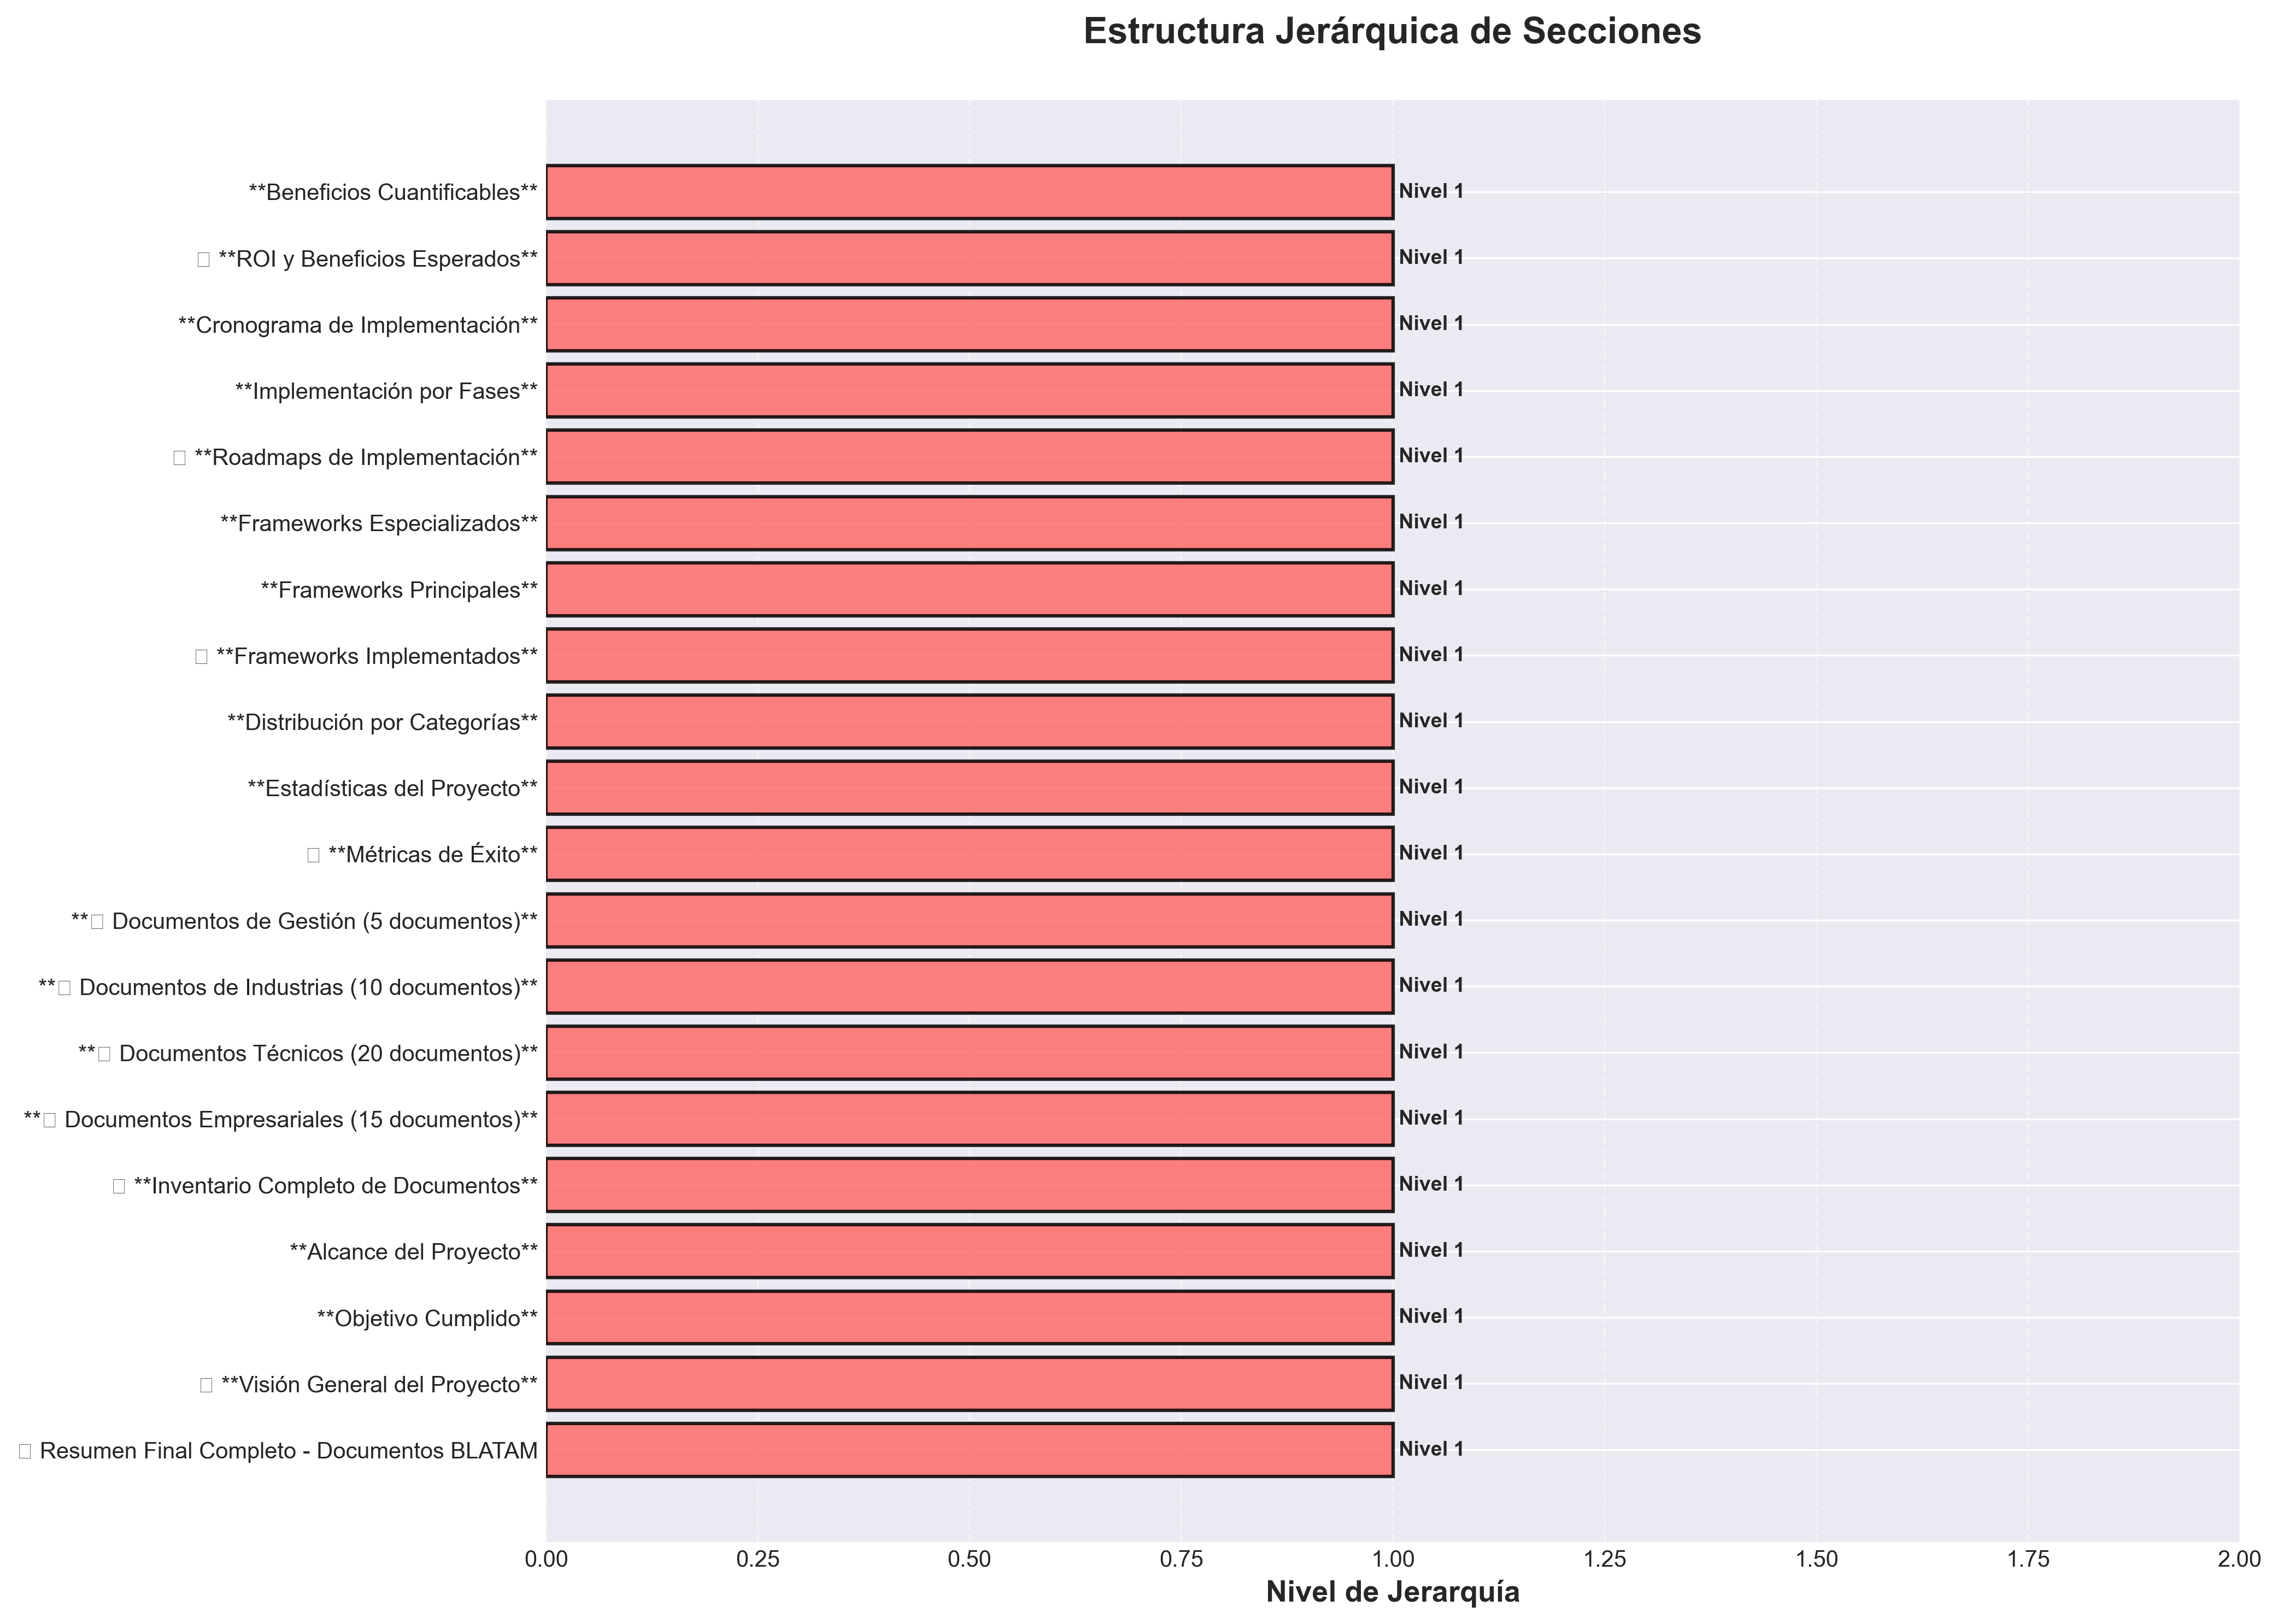 Estructura Jerárquica de Secciones
**Beneficios Cuantificables** Nivel 1
□ **ROI y Beneficios Esperados** Nivel 1
**Cronograma de Implementación** Nivel 1
**Implementación por Fases** Nivel 1
□ **Roadmaps de Implementación** Nivel 1
**Frameworks Especializados** Nivel 1
**Frameworks Principales** Nivel 1
□ **Frameworks Implementados** Nivel 1
**Distribución por Categorías** Nivel 1
**Estadísticas del Proyecto** Nivel 1
□ **Métricas de Éxito** Nivel 1
**□ Documentos de Gestión (5 documentos)** Nivel 1
**□ Documentos de Industrias (10 documentos)** Nivel 1
**□ Documentos Técnicos (20 documentos)** Nivel 1
**□ Documentos Empresariales (15 documentos)** Nivel 1
□ **Inventario Completo de Documentos** Nivel 1
**Alcance del Proyecto** Nivel 1
**Objetivo Cumplido** Nivel 1
□ **Visión General del Proyecto** Nivel 1
□ Resumen Final Completo - Documentos BLATAM Nivel 1
0.00 0.25 0.50 0.75 1.00 1.25 1.50 1.75 2.00
Nivel de Jerarquía